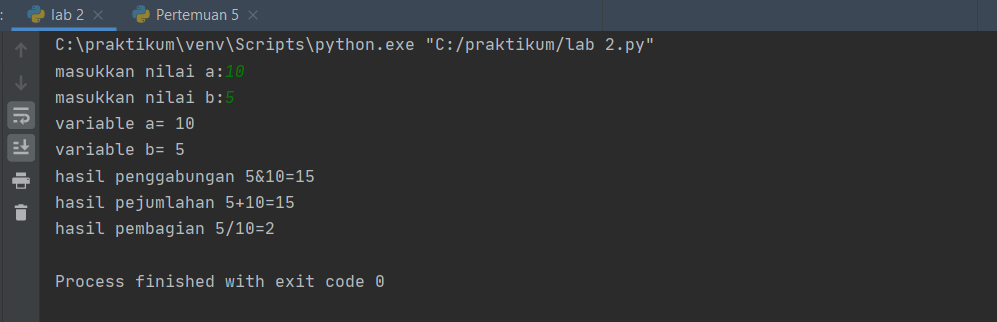 : lab 2 × Pertemuan 5 ×
C:\praktikum\venv\Scripts\python.exe "C:/praktikum/lab 2.py"
masukkan nilai a:10
masukkan nilai b:5
variable a= 10
variable b= 5
hasil penggabungan 5&10=15
hasil pejumlahan 5+10=15
hasil pembagian 5/10=2
Process finished with exit code 0